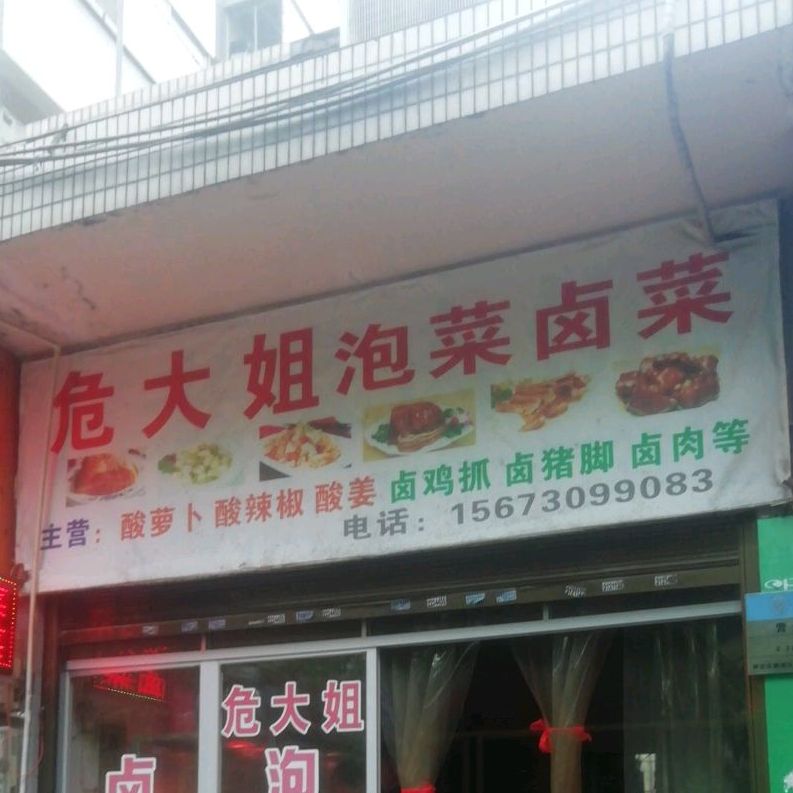 危大姐泡菜卤菜
主营：酸萝卜 酸辣椒 酸姜 卤鸡抓 卤猪脚 卤肉等
电话：15673099083
危大姐
卤 泡